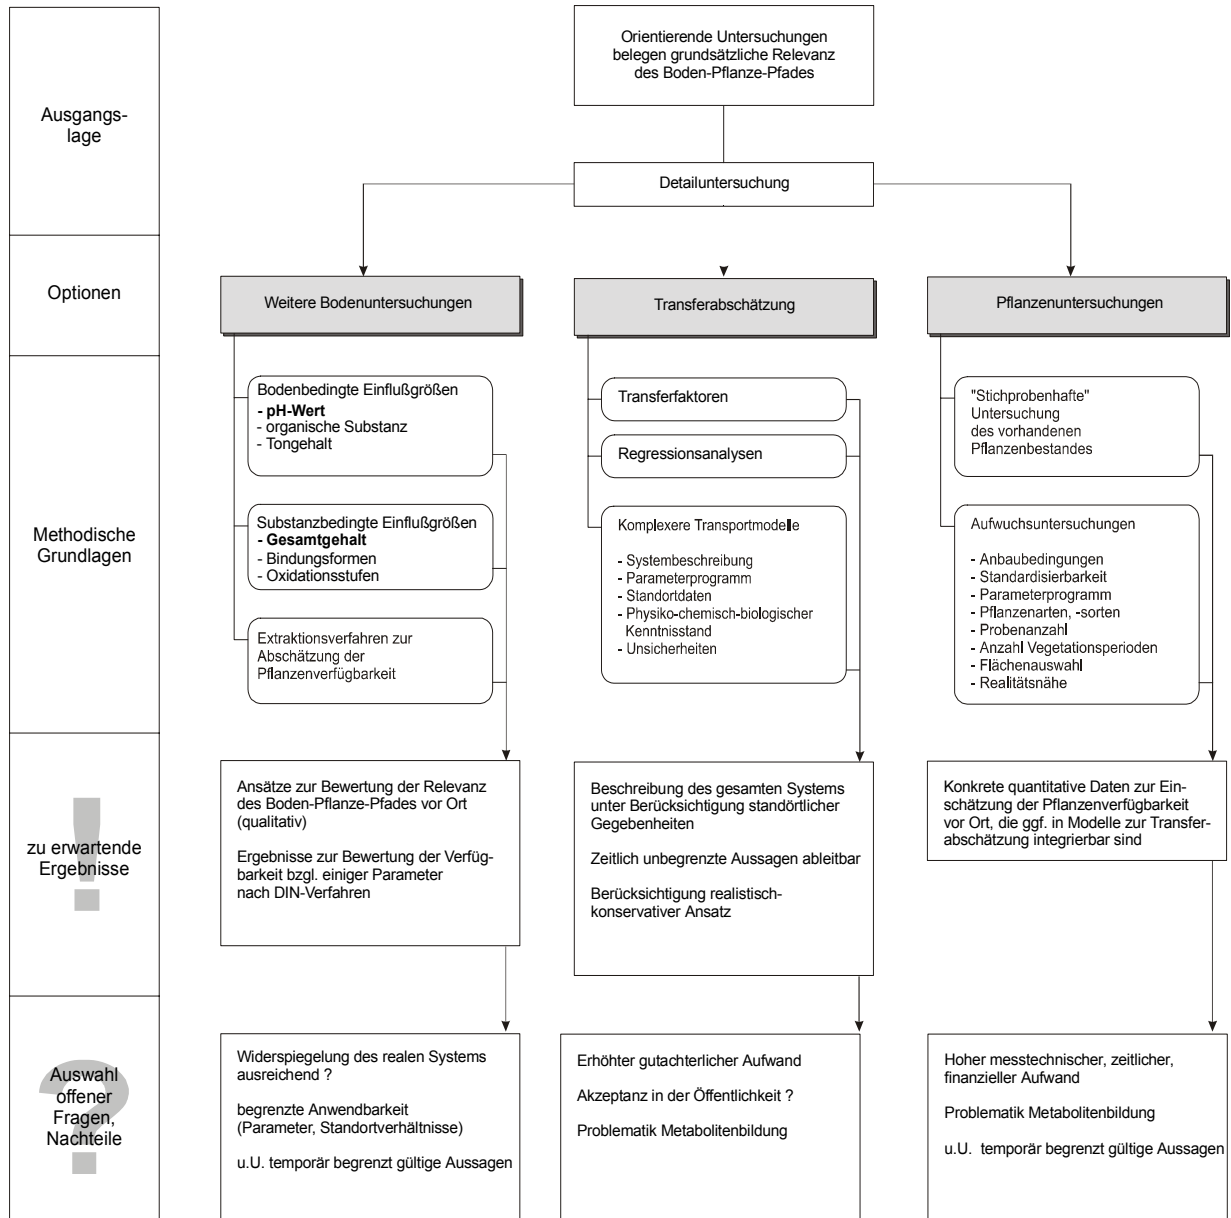 Ausgangs-
lage
Orientierende Untersuchungen
belegen grundsätzliche Relevanz
des Boden-Pflanze-Pfades
Detailuntersuchung
Optionen
Weitere Bodenuntersuchungen
Transferabschätzung
Pflanzenuntersuchungen
Methodische
Grundlagen
Bodenbedingte Einflußgrößen
- pH-Wert
- organische Substanz
- Tongehalt
Substanzbedingte Einflußgrößen
- Gesamtgehalt
- Bindungsformen
- Oxidationsstufen
Extraktionsverfahren zur
Abschätzung der
Pflanzenverfügbarkeit
Transferfaktoren
Regressionsanalysen
Komplexere Transportmodelle
- Systembeschreibung
- Parameterprogramm
- Standortdaten
- Physiko-chemisch-biologischer
Kenntnisstand
- Unsicherheiten
"Stichprobenhafte"
Untersuchung
des vorhandenen
Pflanzenbestandes
Aufwuchsuntersuchungen
- Anbaubedingungen
- Standardisierbarkeit
- Parameterprogramm
- Pflanzenarten, -sorten
- Probenanzahl
- Anzahl Vegetationsperioden
- Flächenauswahl
- Realitätsnähe
!
zu erwartende
Ergebnisse
Ansätze zur Bewertung der Relevanz
des Boden-Pflanze-Pfades vor Ort
(qualitativ)
Ergebnisse zur Bewertung der Verfüg-
barkeit bzgl. einiger Parameter
nach DIN-Verfahren
Beschreibung des gesamten Systems
unter Berücksichtigung standörtlicher
Gegebenheiten
Zeitlich unbegrenzte Aussagen ableitbar
Berücksichtigung realistisch-
konservativer Ansatz
Konkrete quantitative Daten zur Ein-
schätzung der Pflanzenverfügbarkeit
vor Ort, die ggf. in Modelle zur Transfer-
abschätzung integrierbar sind
?
Auswahl
offener
Fragen,
Nachteile
Widerspiegelung des realen Systems
ausreichend ?
begrenzte Anwendbarkeit
(Parameter, Standortverhältnisse)
u.U. temporär begrenzt gültige Aussagen
Erhöhter gutachterlicher Aufwand
Akzeptanz in der Öffentlichkeit ?
Problematik Metabolitenbildung
Hoher messtechnischer, zeitlicher,
finanzieller Aufwand
Problematik Metabolitenbildung
u.U. temporär begrenzt gültige Aussagen